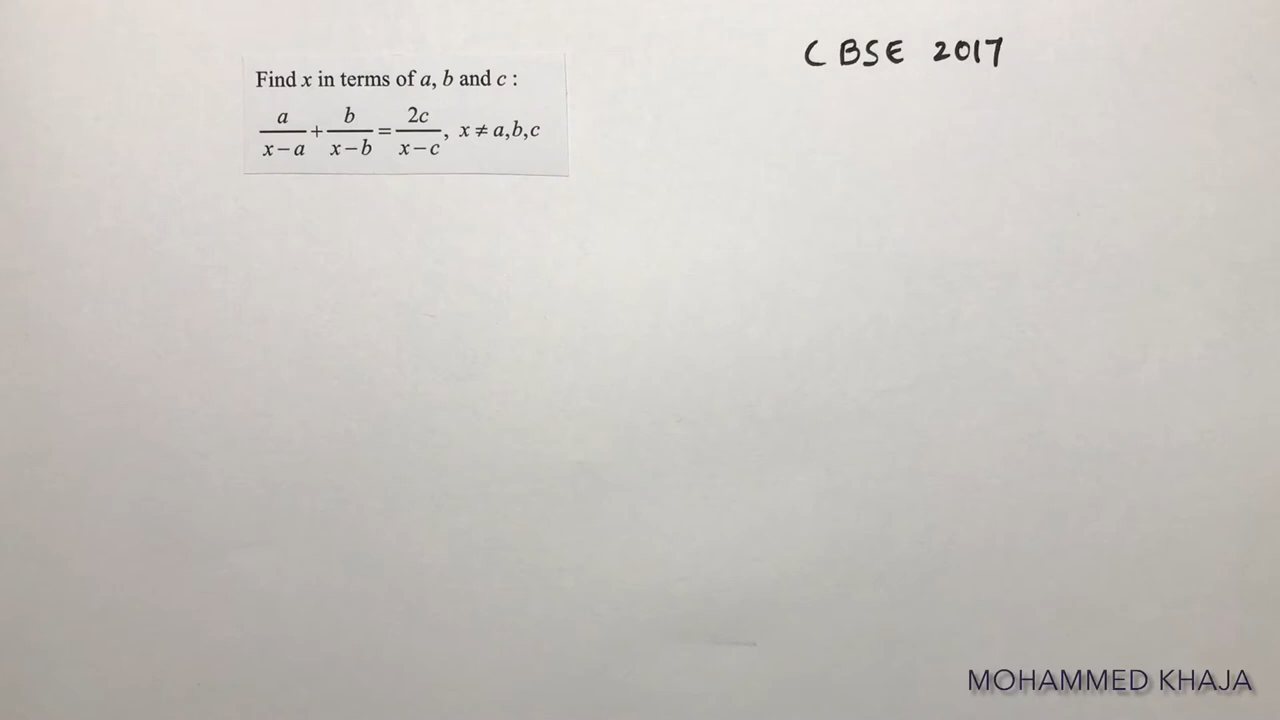 CBSE 2017
Find x in terms of a, b and c :
a/(x−a) + b/(x−b) = 2c/(x−c), x ≠ a,b,c
MOHAMMED KHAJA